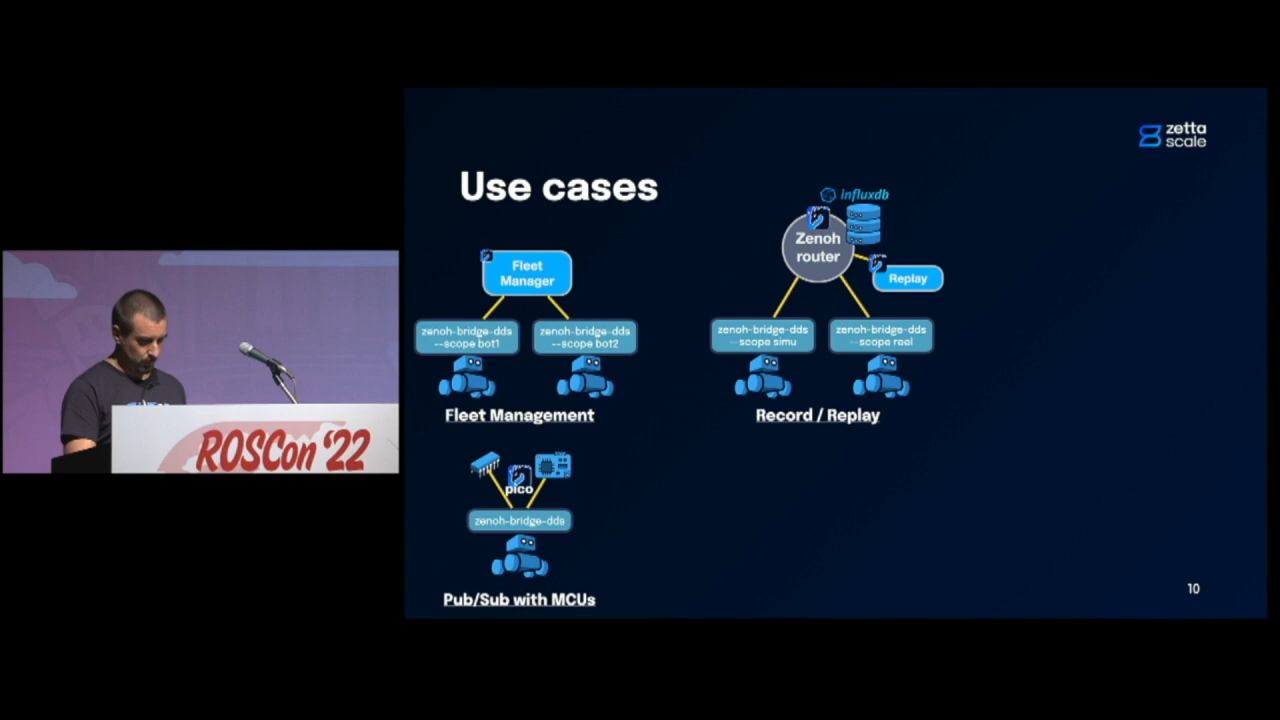 zetta
scale
Use cases
influxdb
Zenoh
router
Replay
Fleet
Manager
zenoh-bridge-dds
--scope bot1
zenoh-bridge-dds
--scope bot2
zenoh-bridge-dds
--scope simu
zenoh-bridge-dds
--scope real
Fleet Management
Record / Replay
ROSCon ‘22
pico
zenoh-bridge-dds
Pub/Sub with MCUs
10